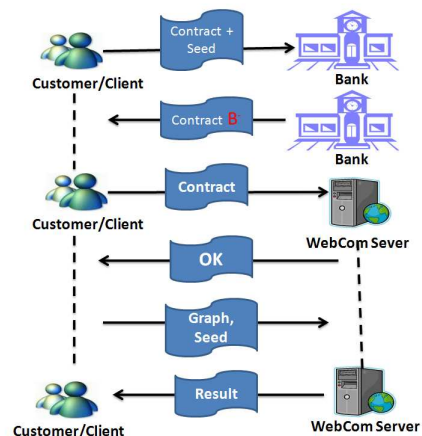 Contract +
Seed
Customer/Client
Bank
Contract B-
Bank
Contract
Customer/Client
WebCom Sever
OK
Graph,
Seed
Result
Customer/Client
WebCom Server